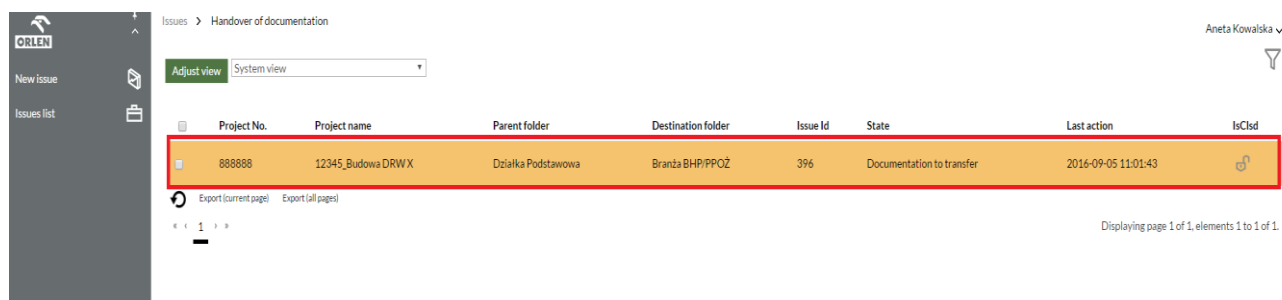 ORLEN
New issue
Issues list
Issues > Handover of documentation
Aneta Kowalska
Adjust view System view
Project No. Project name Parent folder Destination folder Issue Id State Last action IsClsd
888888 12345_Budowa DRW X Działka Podstawowa Branża BHP/PPOŻ 396 Documentation to transfer 2016-09-05 11:01:43
Export (current page) Export (all pages)
« ‹ 1 › »
Displaying page 1 of 1, elements 1 to 1 of 1.